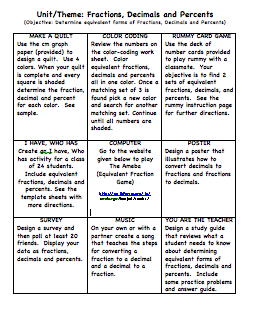 Unit/Theme: Fractions, Decimals and Percents
(Objective: Determine equivalent forms of Fractions, Decimals and Percents)
MAKE A QUILT
Use the cm graph
paper (provided) to
design a quilt. Use 4
colors. When your quilt
is complete and every
square is shaded
determine the fraction,
decimal and percent
for each color. See
sample.
COLOR CODING
Review the numbers on
the color-coding work
sheet. Color
equivalent fractions,
decimals and percents
all in one color. Once a
matching set of 3 is
found pick a new color
and search for another
matching set. Continue
until all numbers are
shaded.
RUMMY CARD GAME
Use the deck of
number cards provided
to play rummy with a
classmate. Your
objective is to find 2
sets of equivalent
fractions, decimals, and
percents. See the
rummy instruction page
for further directions.
I HAVE, WHO HAS
Create an I have, Who
Has activity for a class
of 24 students.
Include equivalent
fractions, decimals and
percents. See the
template sheets with
more directions.
COMPUTER
Go to the website
given below to play
The Ameba
(Equivalent Fraction
Game)
POSTER
Design a poster that
illustrates how to
convert decimals to
fractions and fractions
to decimals.
SURVEY
Design a survey and
then poll at least 20
friends. Display your
data as fractions,
decimals and percents.
MUSIC
On your own or with a
partner create a song
that teaches the steps
for converting a
fraction to a decimal
and a decimal to a
fraction.
YOU ARE THE TEACHER
Design a study guide
that reviews what a
student needs to know
about determining
equivalent forms of
fractions, decimals and
percents. Include
some practice problems
and answer guide.